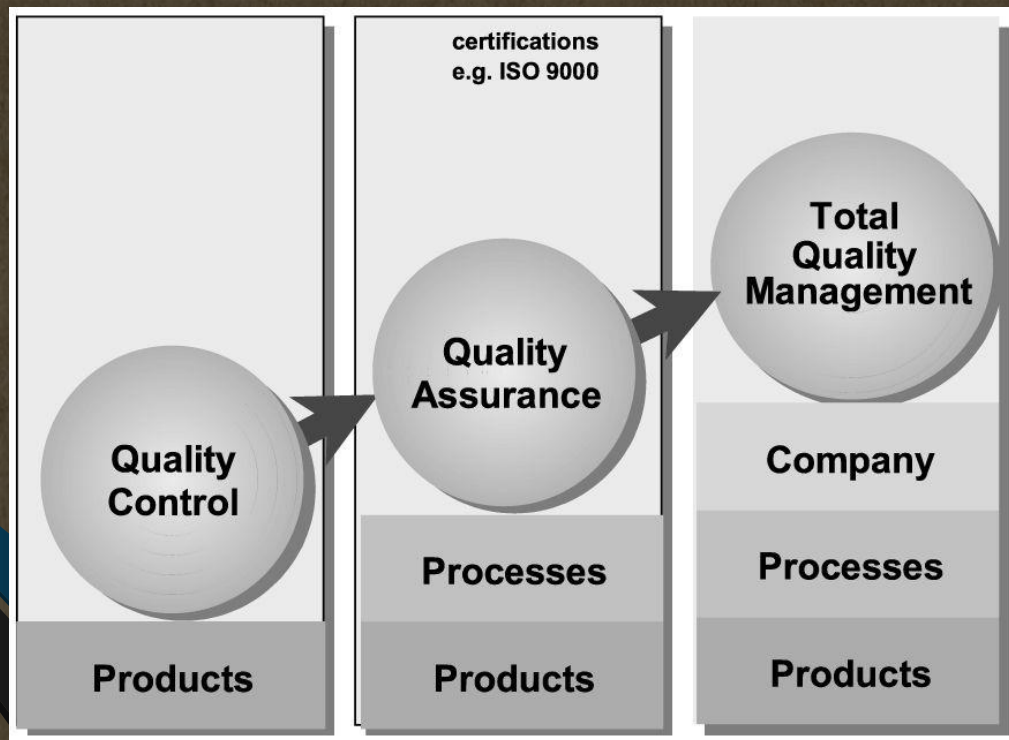 Quality
Control
Products
certifications
e.g. ISO 9000
Quality
Assurance
Processes
Products
Total
Quality
Management
Company
Processes
Products